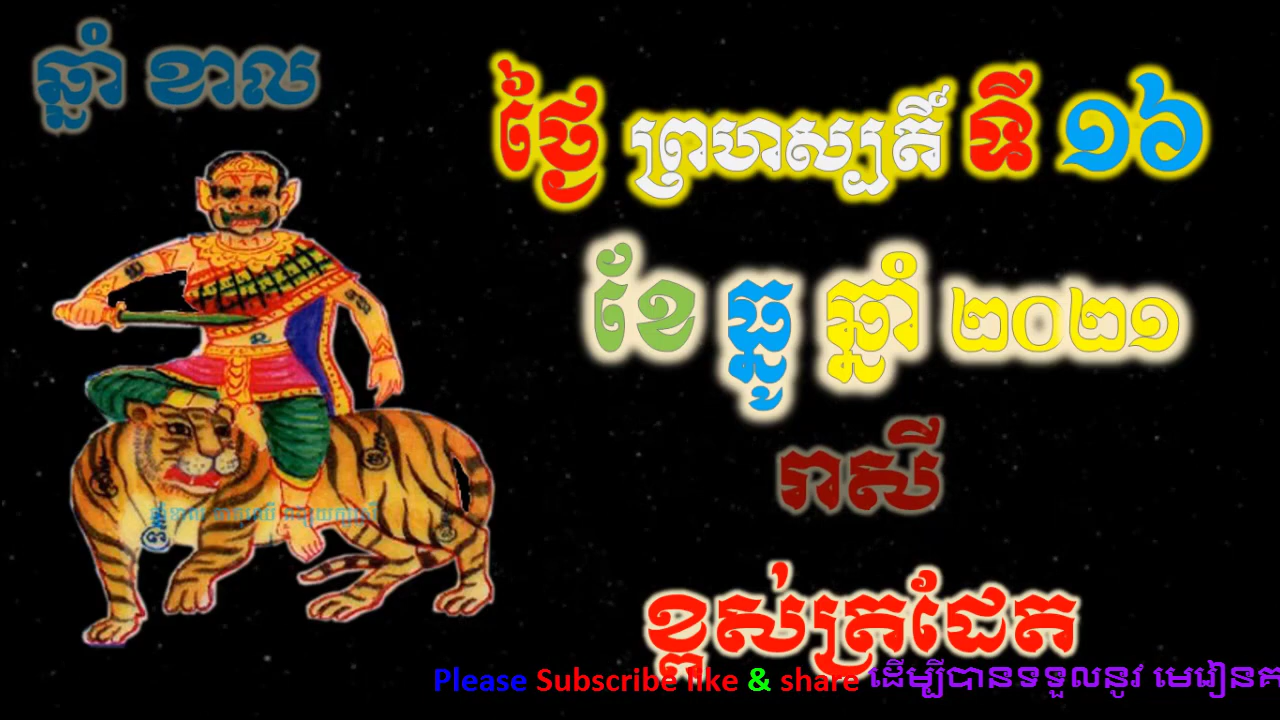 ឆ្នាំ ខាល
ថ្ងៃ ព្រហស្បតិ៍ ទី ១៦
ខែ ធ្នូ ឆ្នាំ ២០២១
រាសី
ខ្ពស់ត្រដែត
Please Subscribe like & share ដើម្បីបានទទួលនូវ មេរៀន